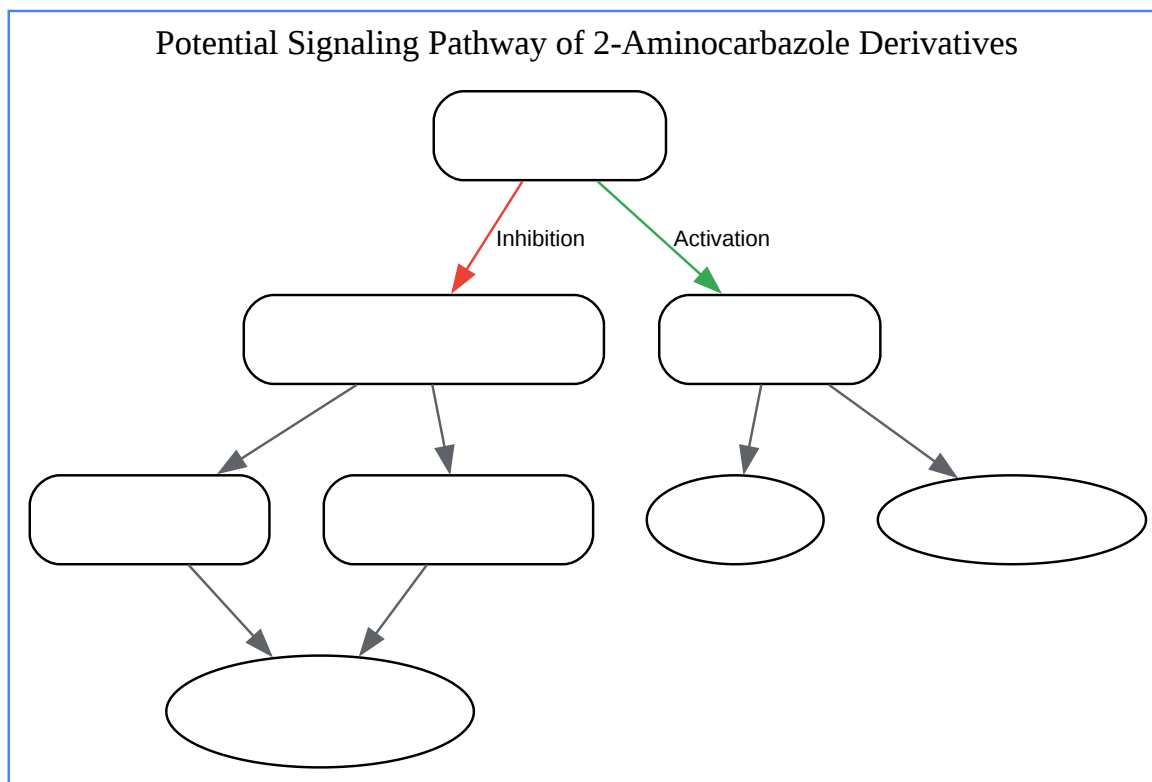 Potential Signaling Pathway of 2-Aminocarbazole Derivatives
Inhibition
Activation